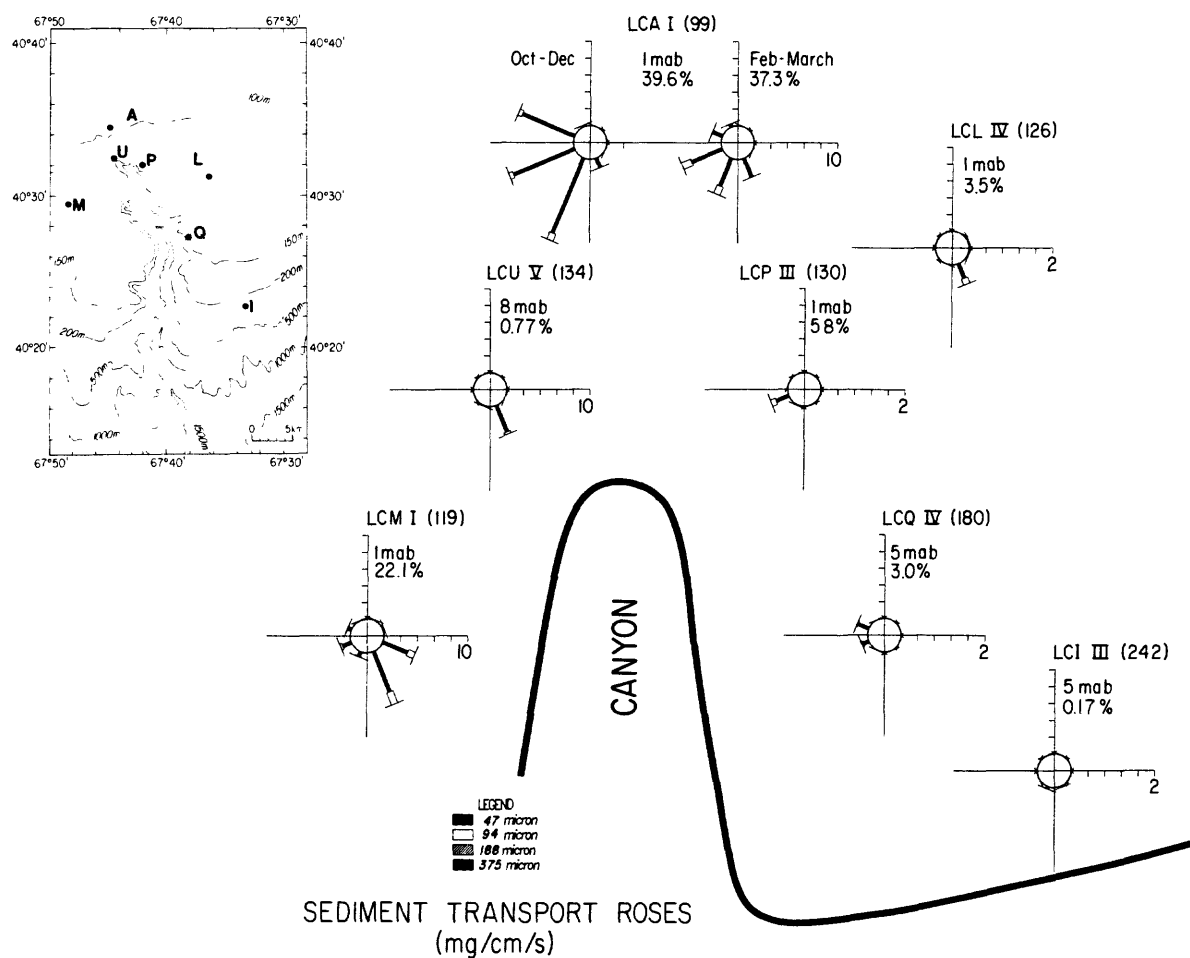 67°50' 67°40' 67°30'
40°40' 40°40'
100m
A
U P L
40°30' 40°30'
M
Q
150m 150m
200m
I
200m 500m
40°20' 40°20'
500m 1000m
1500m
1000m 1500m
0 5km
67°50' 67°40' 67°30'
LCA I (99)
Oct-Dec 1mab Feb-March
39.6% 37.3%
10
LCL IV (126)
1mab
3.5%
2
LCU V (134)
8mab
0.77%
10
LCP III (130)
1mab
5.8%
2
LCM I (119)
1mab
22.1%
10
LCQ IV (180)
5mab
3.0%
2
LCI III (242)
5mab
0.17%
2
CANYON
LEGEND
47 micron
94 micron
188 micron
375 micron
SEDIMENT TRANSPORT ROSES
(mg/cm/s)